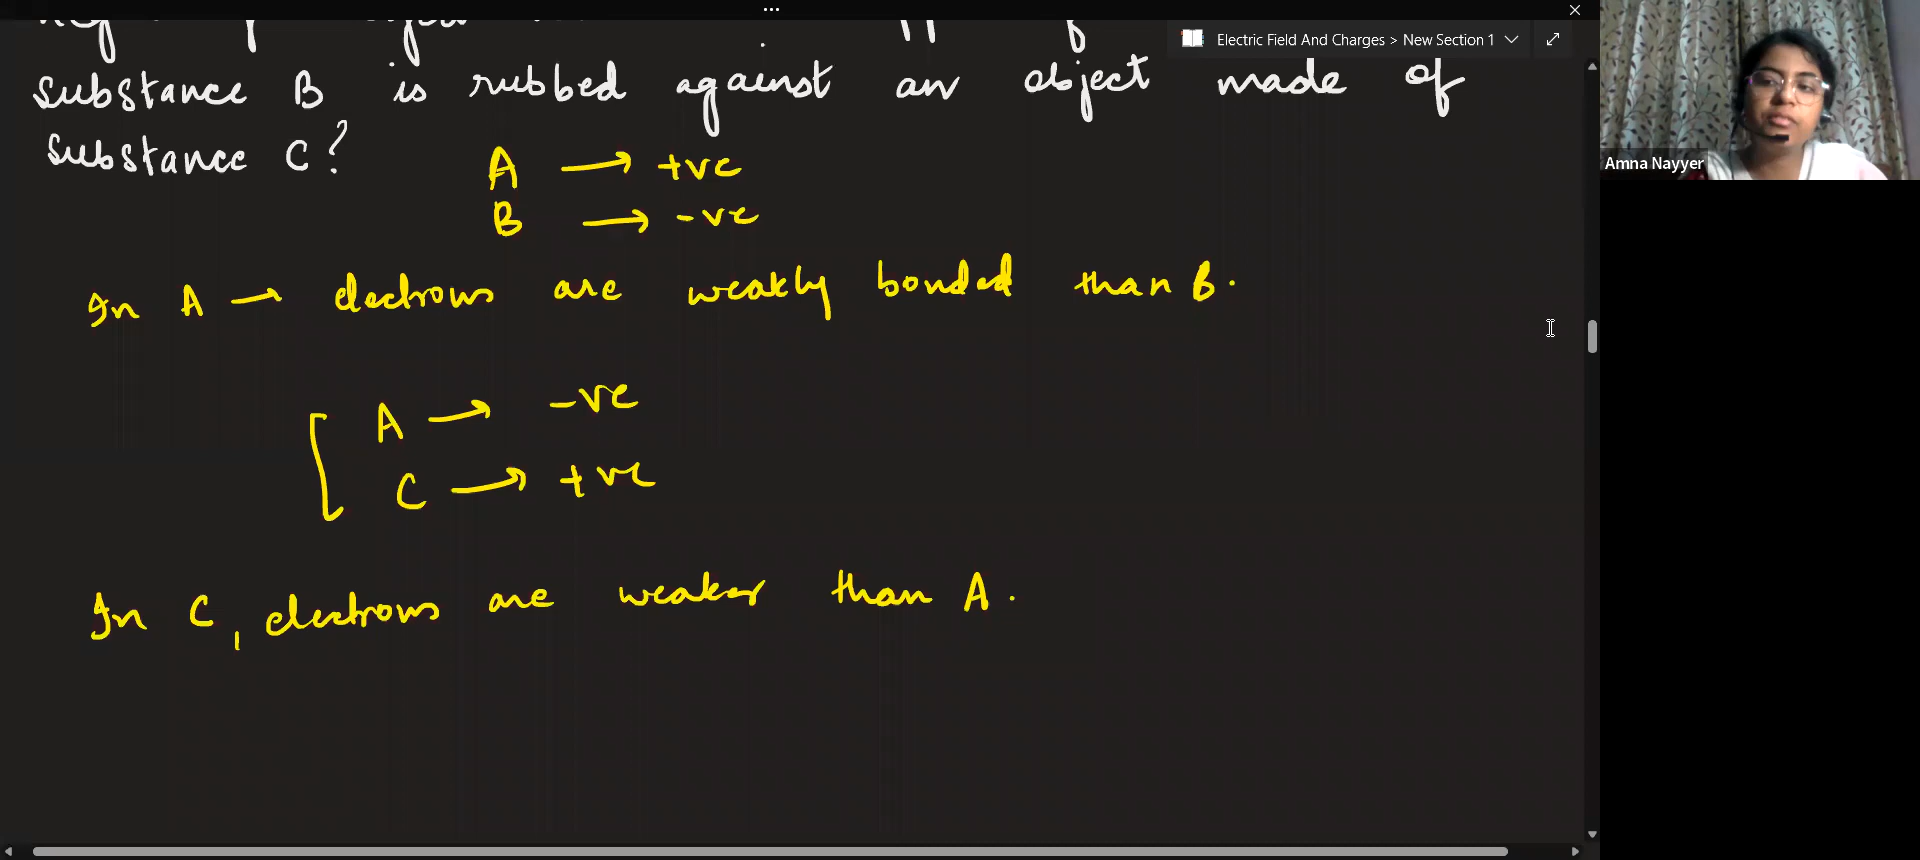 Electric Field And Charges > New Section 1
substance B is rubbed against an object made of
substance C?
A → +ve
B → -ve
In A → electrons are weakly bonded than B.
A → -ve
C → +ve
In C, electrons are weaker than A.
Amna Nayyer